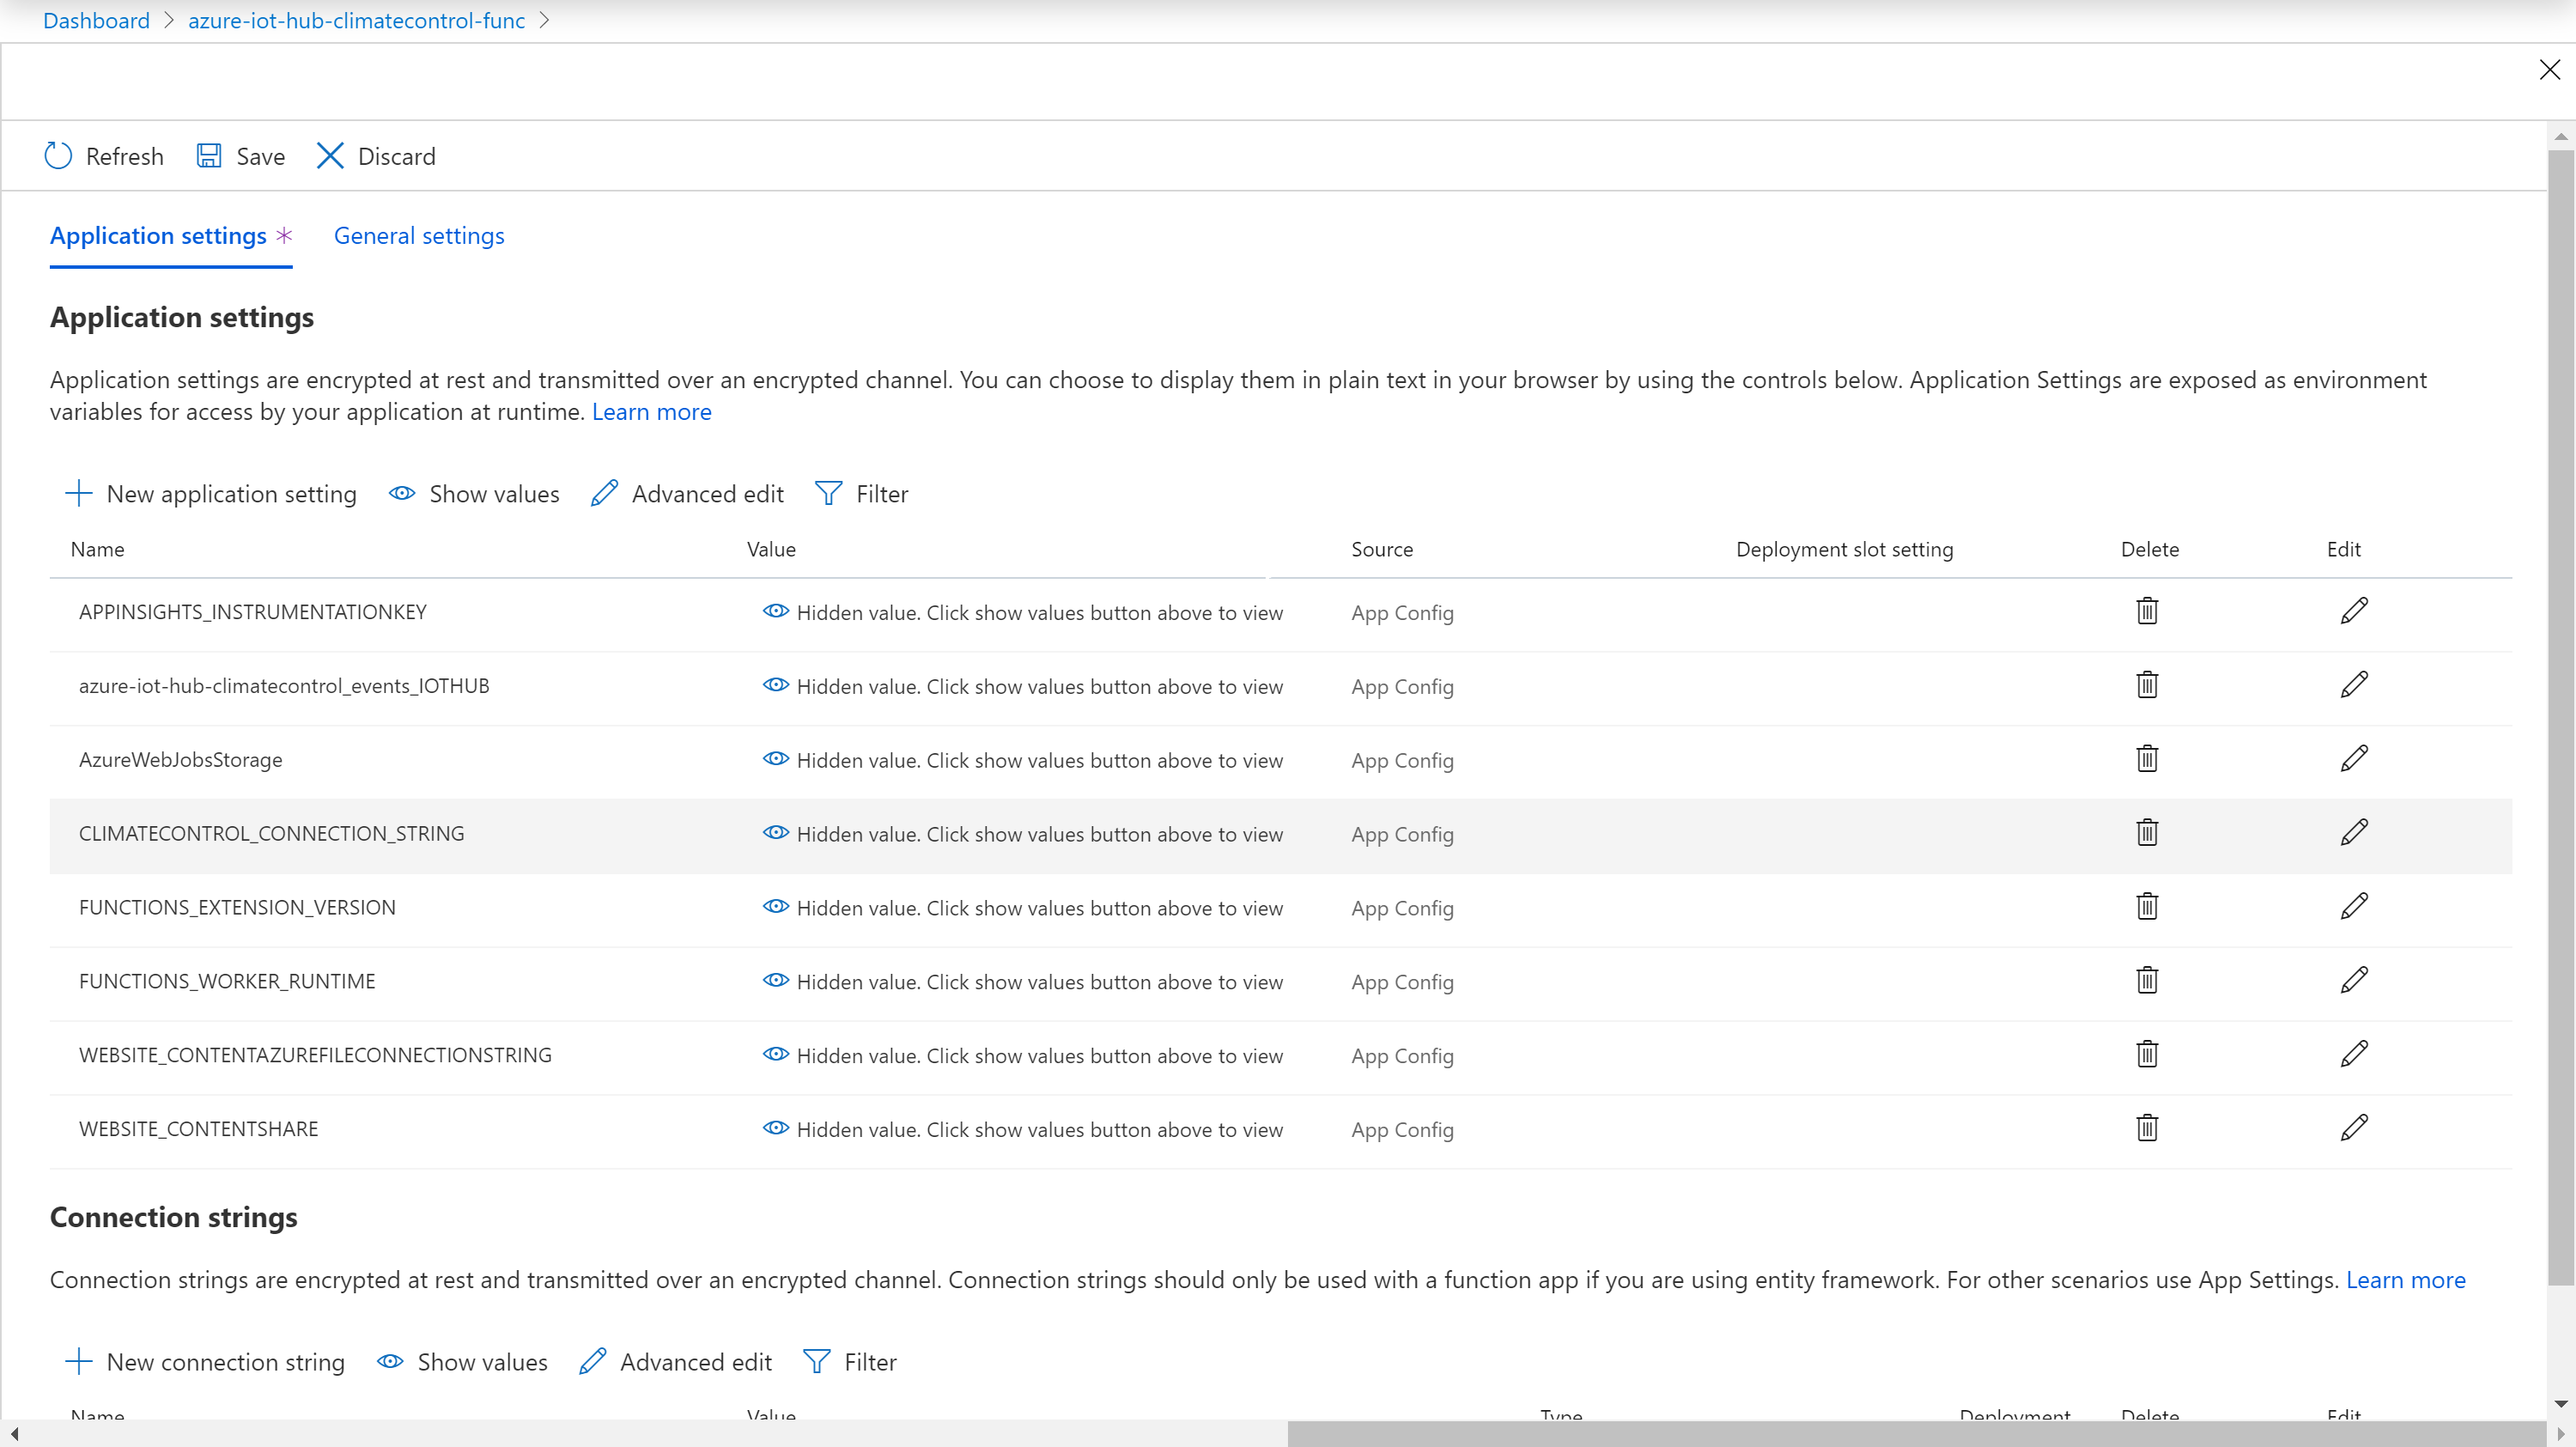 Dashboard > azure-iot-hub-climatecontrol-func >
Refresh Save Discard
Application settings * General settings
Application settings
Application settings are encrypted at rest and transmitted over an encrypted channel. You can choose to display them in plain text in your browser by using the controls below. Application Settings are exposed as environment
variables for access by your application at runtime. Learn more
New application setting Show values Advanced edit Filter
Name Value Source Deployment slot setting Delete Edit
APPINSIGHTS_INSTRUMENTATIONKEY Hidden value. Click show values button above to view App Config
azure-iot-hub-climatecontrol_events_IOTHUB Hidden value. Click show values button above to view App Config
AzureWebJobsStorage Hidden value. Click show values button above to view App Config
CLIMATECONTROL_CONNECTION_STRING Hidden value. Click show values button above to view App Config
FUNCTIONS_EXTENSION_VERSION Hidden value. Click show values button above to view App Config
FUNCTIONS_WORKER_RUNTIME Hidden value. Click show values button above to view App Config
WEBSITE_CONTENTAZUREFILECONNECTIONSTRING Hidden value. Click show values button above to view App Config
WEBSITE_CONTENTSHARE Hidden value. Click show values button above to view App Config
Connection strings
Connection strings are encrypted at rest and transmitted over an encrypted channel. Connection strings should only be used with a function app if you are using entity framework. For other scenarios use App Settings. Learn more
New connection string Show values Advanced edit Filter
Name Value Type Deployment Delete Edit